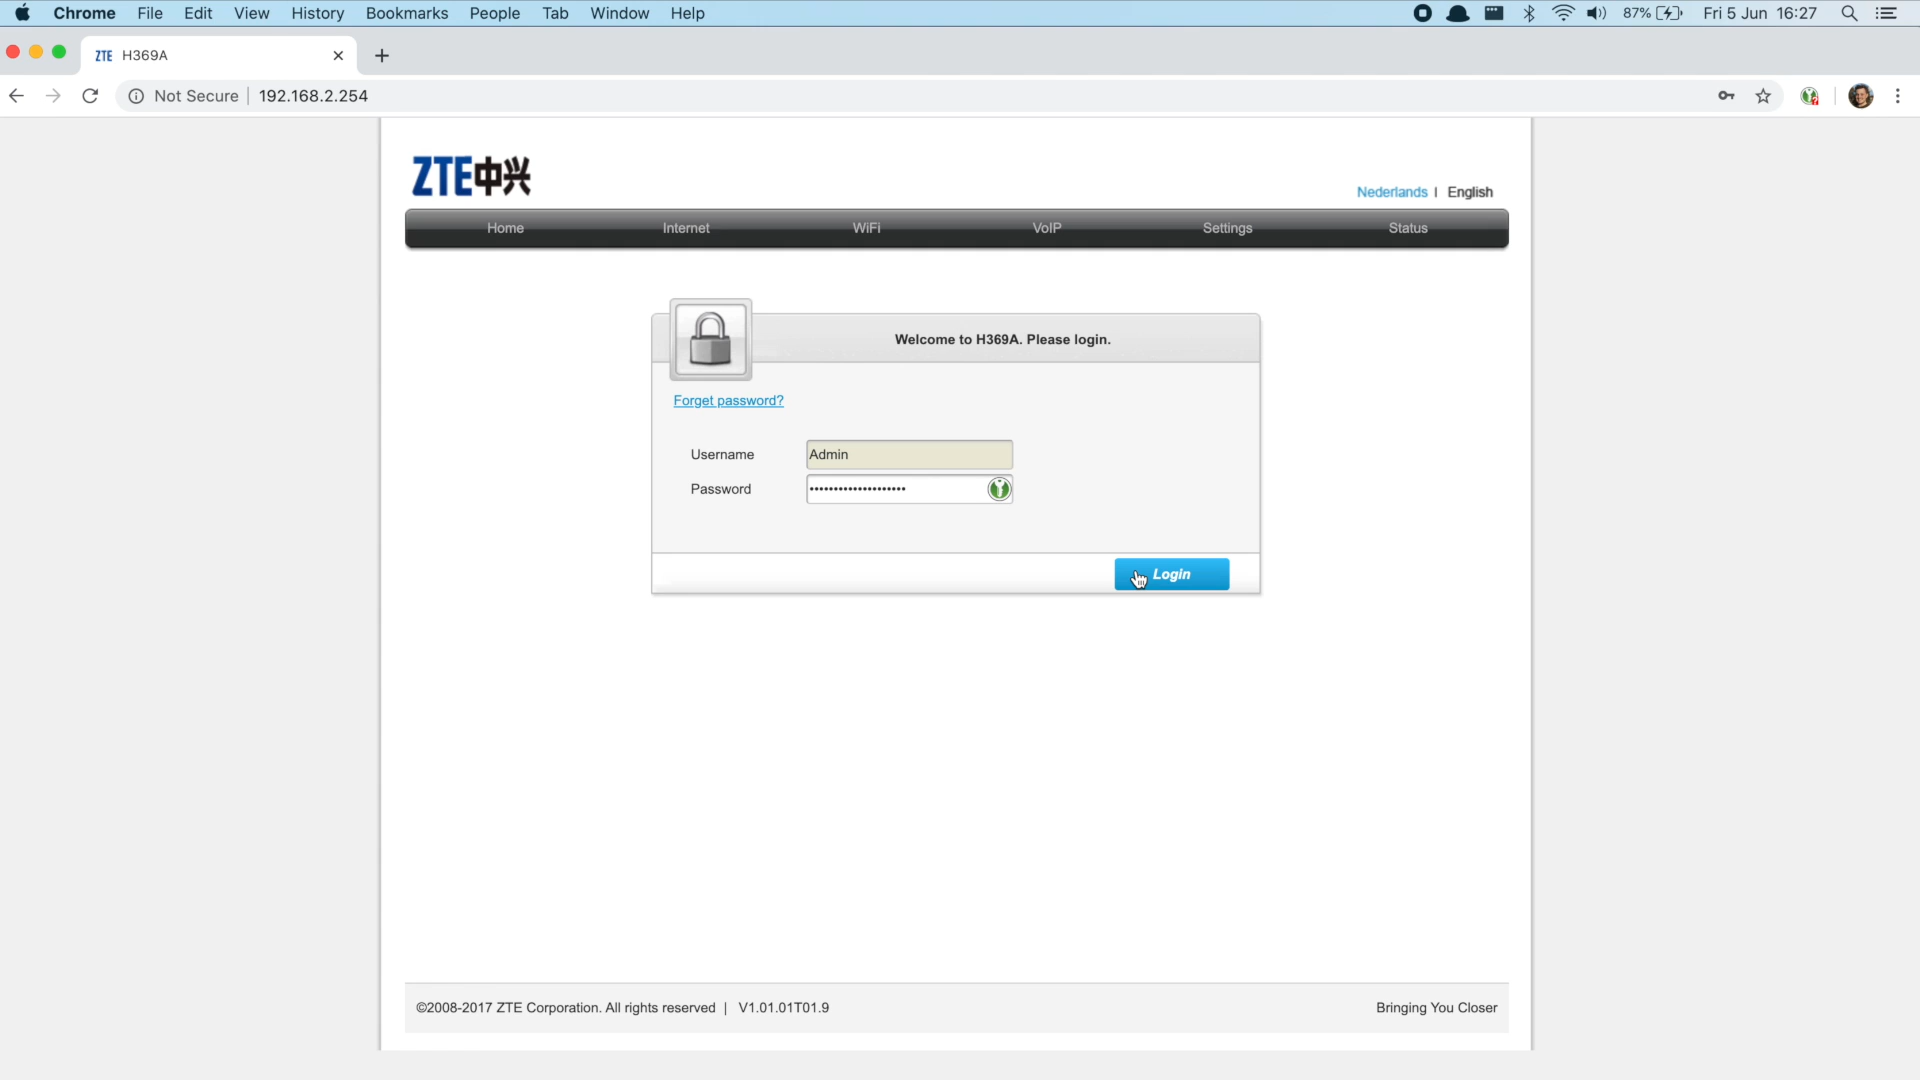 Chrome File Edit View History Bookmarks People Tab Window Help 87% Fri 5 Jun 16:27
ZTE H369A
Not Secure 192.168.2.254
ZTE中兴
Nederlands | English
Home Internet WiFi VoIP Settings Status
Welcome to H369A. Please login.
Forget password?
Username Admin
Password ••••••••••••••••••••
Login
©2008-2017 ZTE Corporation. All rights reserved | V1.01.01T01.9 Bringing You Closer